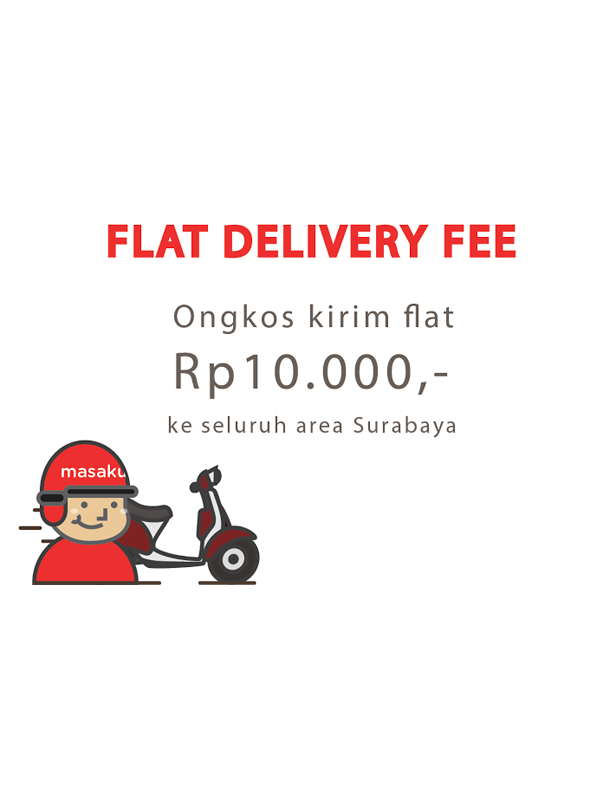 FLAT DELIVERY FEE
Ongkos kirim flat
Rp10.000,-
ke seluruh area Surabaya
masaku